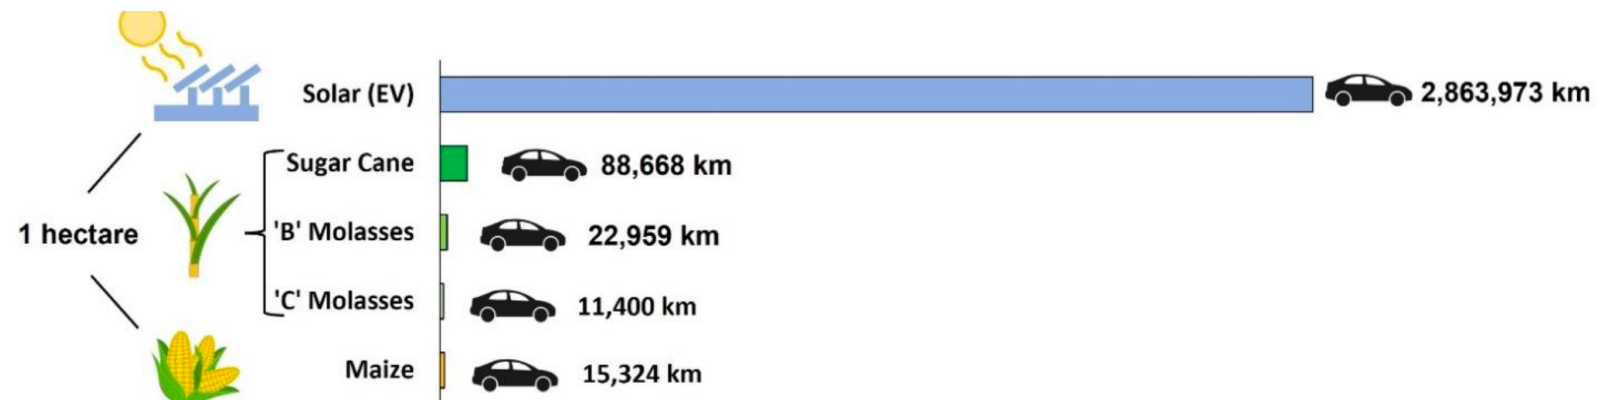 Solar (EV) 2,863,973 km
Sugar Cane 88,668 km
1 hectare
'B' Molasses 22,959 km
'C' Molasses 11,400 km
Maize 15,324 km